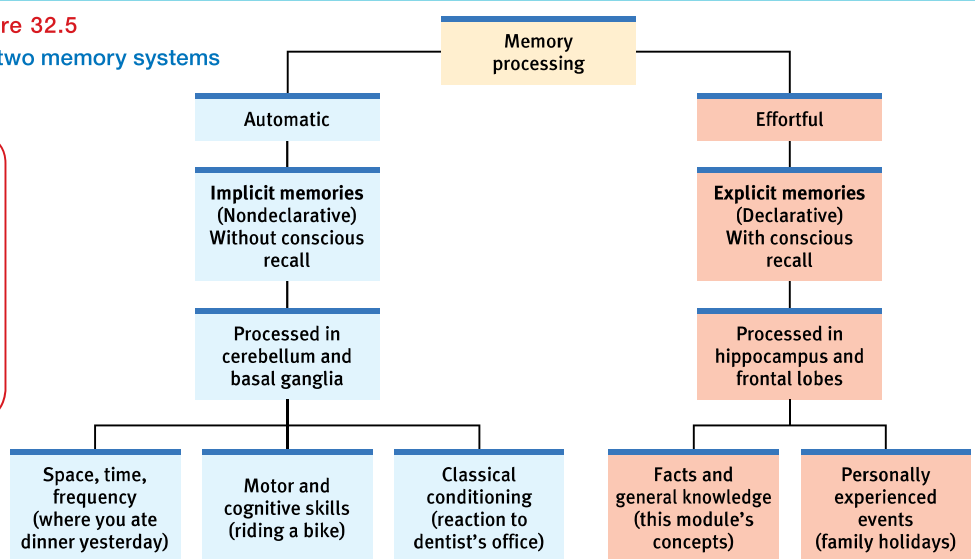 re 32.5
two memory systems
Memory
processing
Automatic
Effortful
Implicit memories
(Nondeclarative)
Without conscious
recall
Explicit memories
(Declarative)
With conscious
recall
Processed in
cerebellum and
basal ganglia
Processed in
hippocampus and
frontal lobes
Space, time,
frequency
(where you ate
dinner yesterday)
Motor and
cognitive skills
(riding a bike)
Classical
conditioning
(reaction to
dentist’s office)
Facts and
general knowledge
(this module’s
concepts)
Personally
experienced
events
(family holidays)